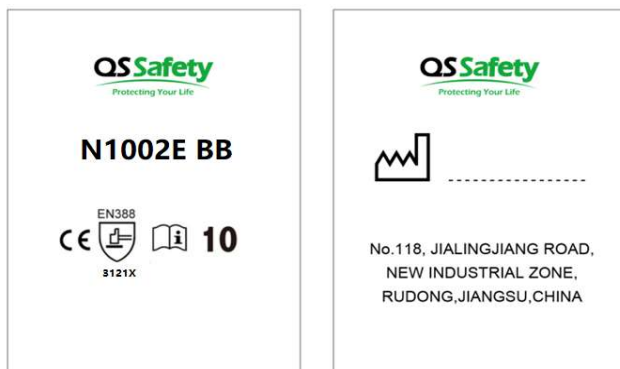 QS Safety
Protecting Your Life
N1002E BB
EN388
CE i 10
3121X
QS Safety
Protecting Your Life
No.118, JIALINGJIANG ROAD,
NEW INDUSTRIAL ZONE,
RUDONG,JIANGSU,CHINA